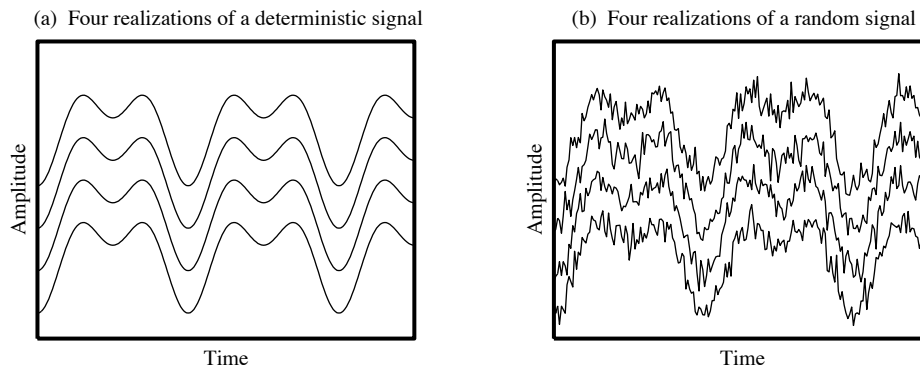 (a) Four realizations of a deterministic signal
Amplitude
Time
(b) Four realizations of a random signal
Amplitude
Time